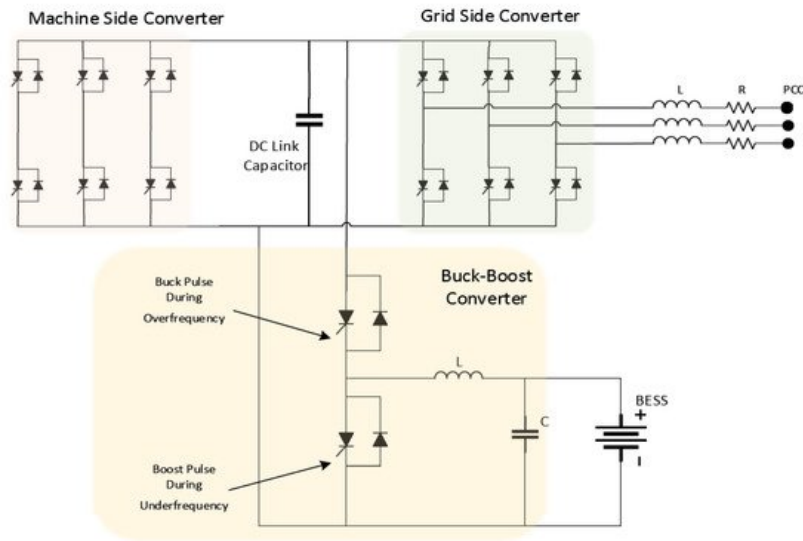 Machine Side Converter
Grid Side Converter
L
R
PCC
DC Link
Capacitor
Buck Pulse
During
Overfrequency
Buck-Boost
Converter
L
BESS
+
C
Boost Pulse
During
Underfrequency